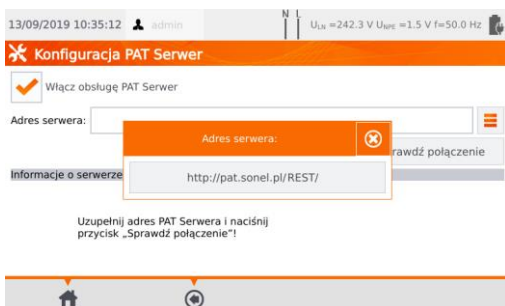 13/09/2019 10:35:12 admin N L U_LN =242.3 V U_NPE =1.5 V f=50.0 Hz
Konfiguracja PAT Serwer
Włącz obsługę PAT Serwer
Adres serwera:
Adres serwera:
rawdź połączenie
Informacje o serwerze
http://pat.sonel.pl/REST/
Uzupełnij adres PAT Serwera i naciśnij
przycisk „Sprawdź połączenie”!